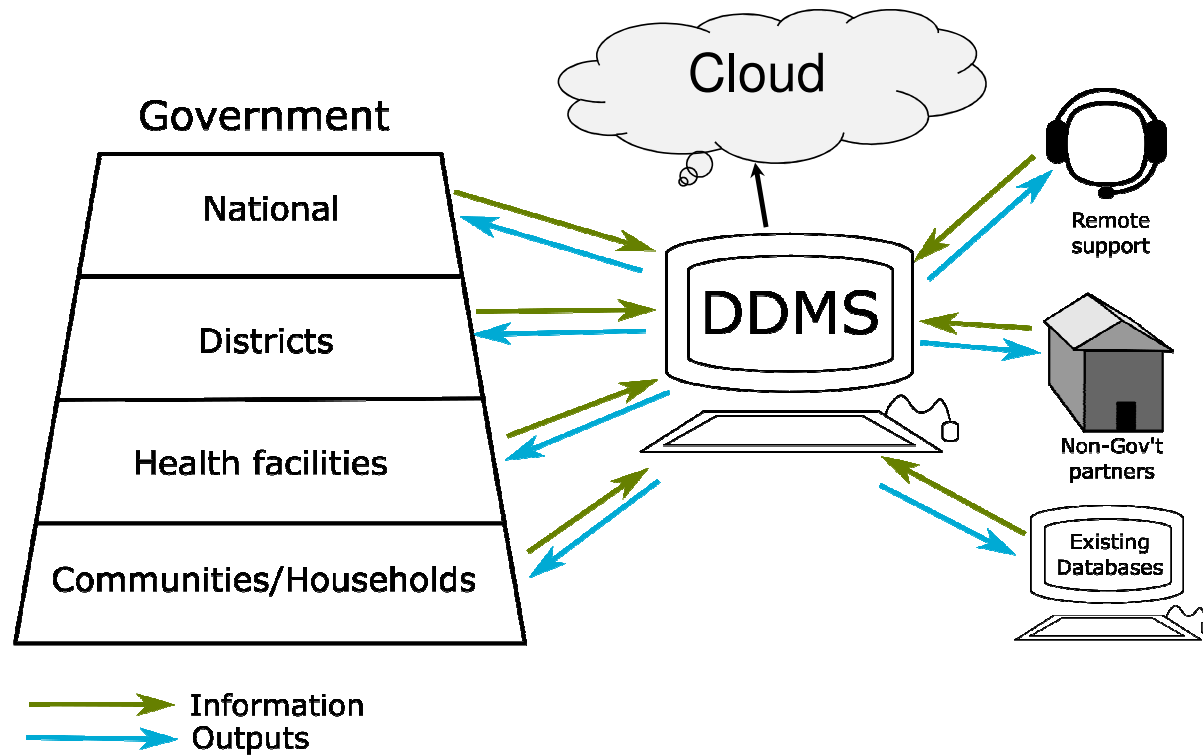 Cloud
Government
National
Districts
Health facilities
Communities/Households
DDMS
Remote
support
Non-Gov't
partners
Existing
Databases
Information
Outputs